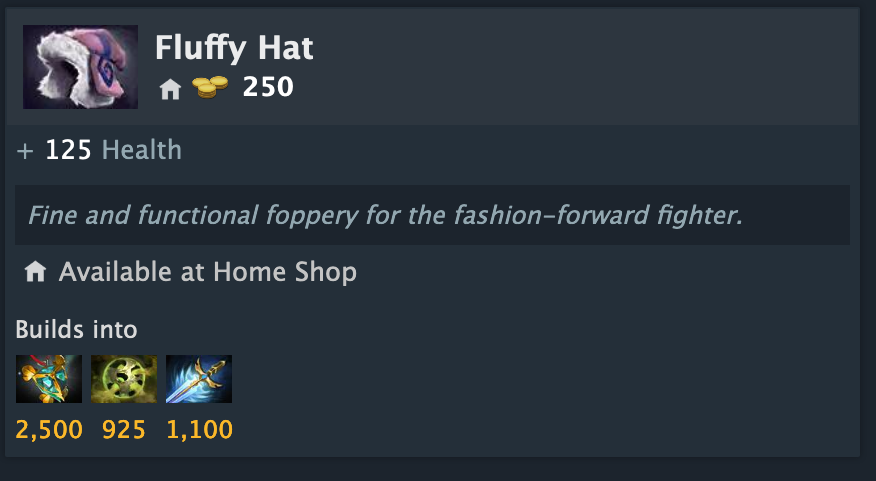 Fluffy Hat
250
+ 125 Health
Fine and functional foppery for the fashion-forward fighter.
Available at Home Shop
Builds into
2,500 925 1,100